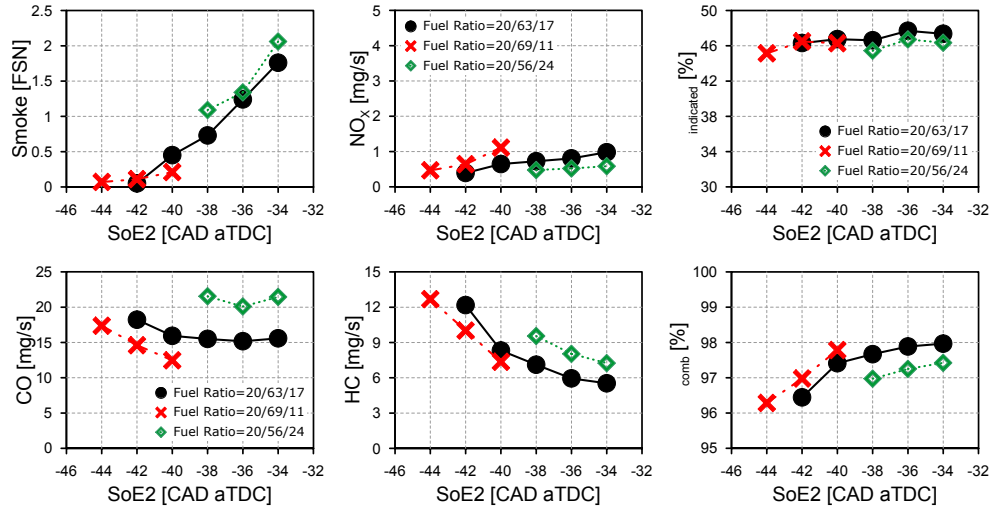 Smoke [FSN]
2.5
2
1.5
1
0.5
0
-46 -44 -42 -40 -38 -36 -34 -32
SoE2 [CAD aTDC]
NOX [mg/s]
5
4
3
2
1
0
Fuel Ratio=20/63/17
Fuel Ratio=20/69/11
Fuel Ratio=20/56/24
-46 -44 -42 -40 -38 -36 -34 -32
SoE2 [CAD aTDC]
indicated [%]
50
46
42
38
34
30
Fuel Ratio=20/63/17
Fuel Ratio=20/69/11
Fuel Ratio=20/56/24
-46 -44 -42 -40 -38 -36 -34 -32
SoE2 [CAD aTDC]
CO [mg/s]
25
20
15
10
5
0
Fuel Ratio=20/63/17
Fuel Ratio=20/69/11
Fuel Ratio=20/56/24
-46 -44 -42 -40 -38 -36 -34 -32
SoE2 [CAD aTDC]
HC [mg/s]
15
12
9
6
3
0
-46 -44 -42 -40 -38 -36 -34 -32
SoE2 [CAD aTDC]
comb [%]
100
99
98
97
96
95
-46 -44 -42 -40 -38 -36 -34 -32
SoE2 [CAD aTDC]